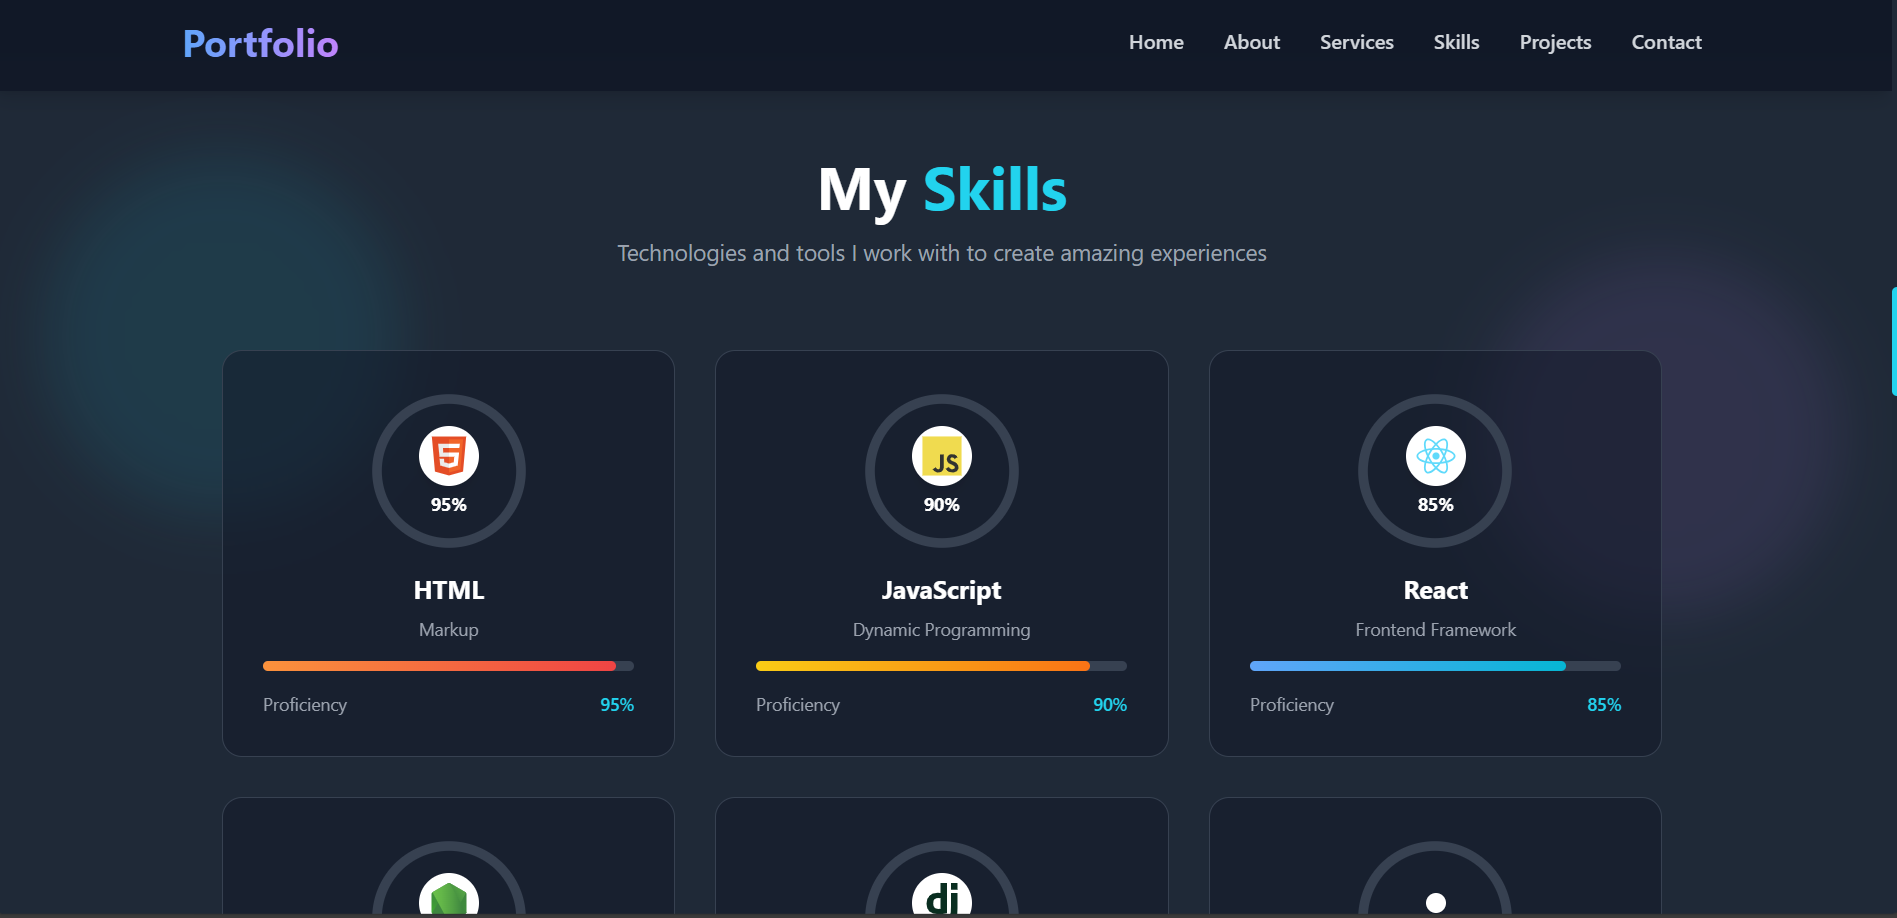 Portfolio
Home About Services Skills Projects Contact
My Skills
Technologies and tools I work with to create amazing experiences
JS
95% 90% 85%
HTML JavaScript React
Markup Dynamic Programming Frontend Framework
Proficiency 95% Proficiency 90% Proficiency 85%
dj